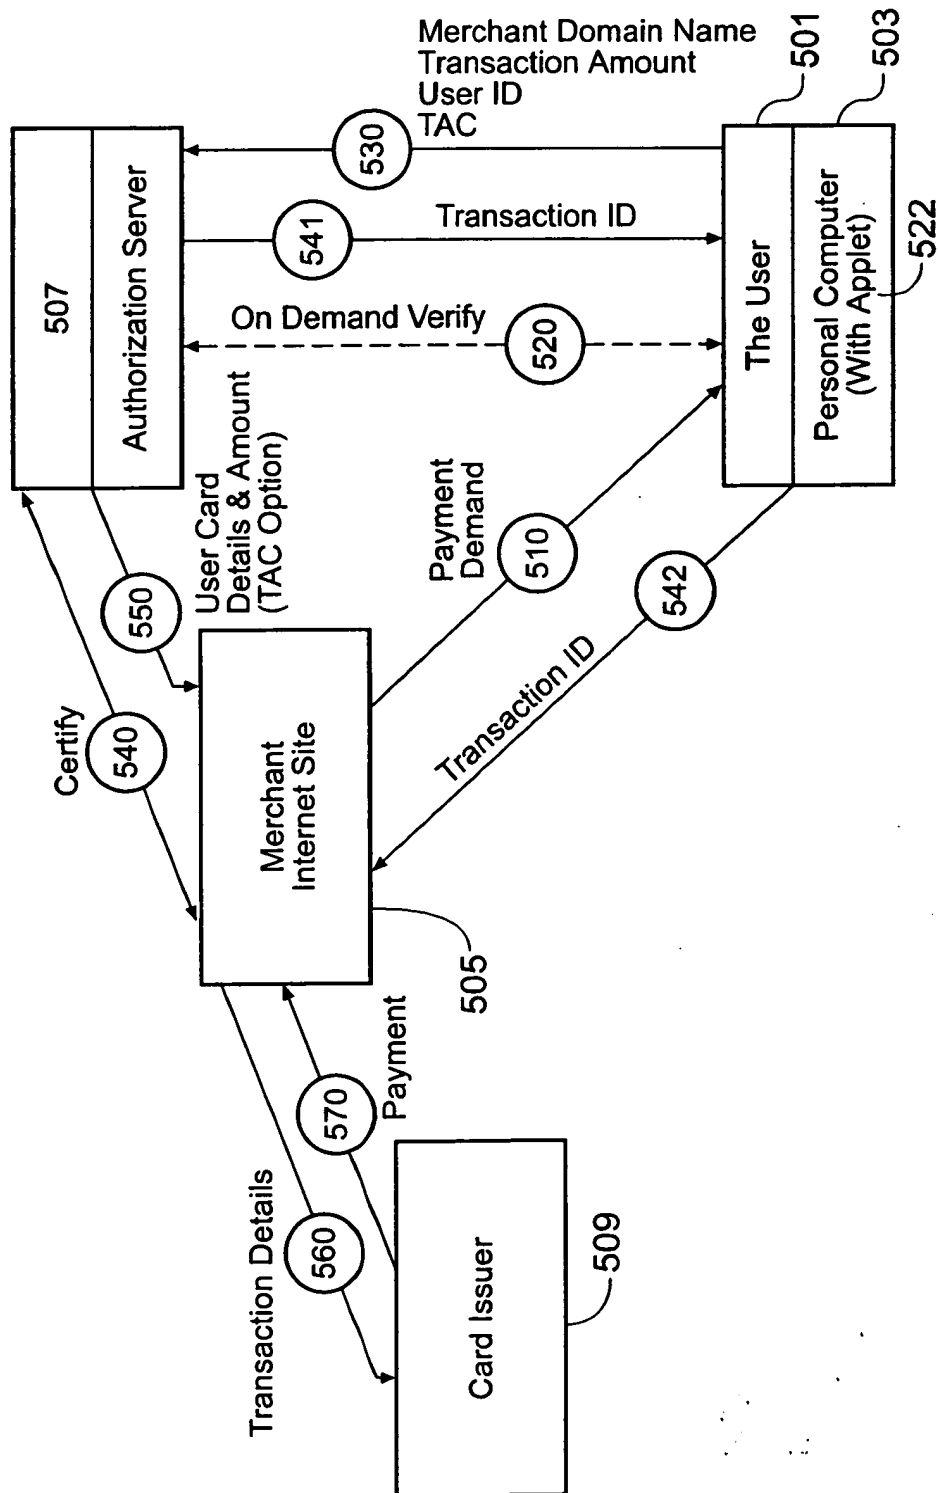 Merchant Domain Name
Transaction Amount
User ID
TAC
530
501
503
507
Authorization Server
541
Transaction ID
The User
Personal Computer
(With Applet)
522
On Demand Verify
520
User Card
Details & Amount
(TAC Option)
550
Payment
Demand
510
542
Transaction ID
Certify
540
Merchant
Internet Site
505
Transaction Details
560
570
Payment
Card Issuer
509